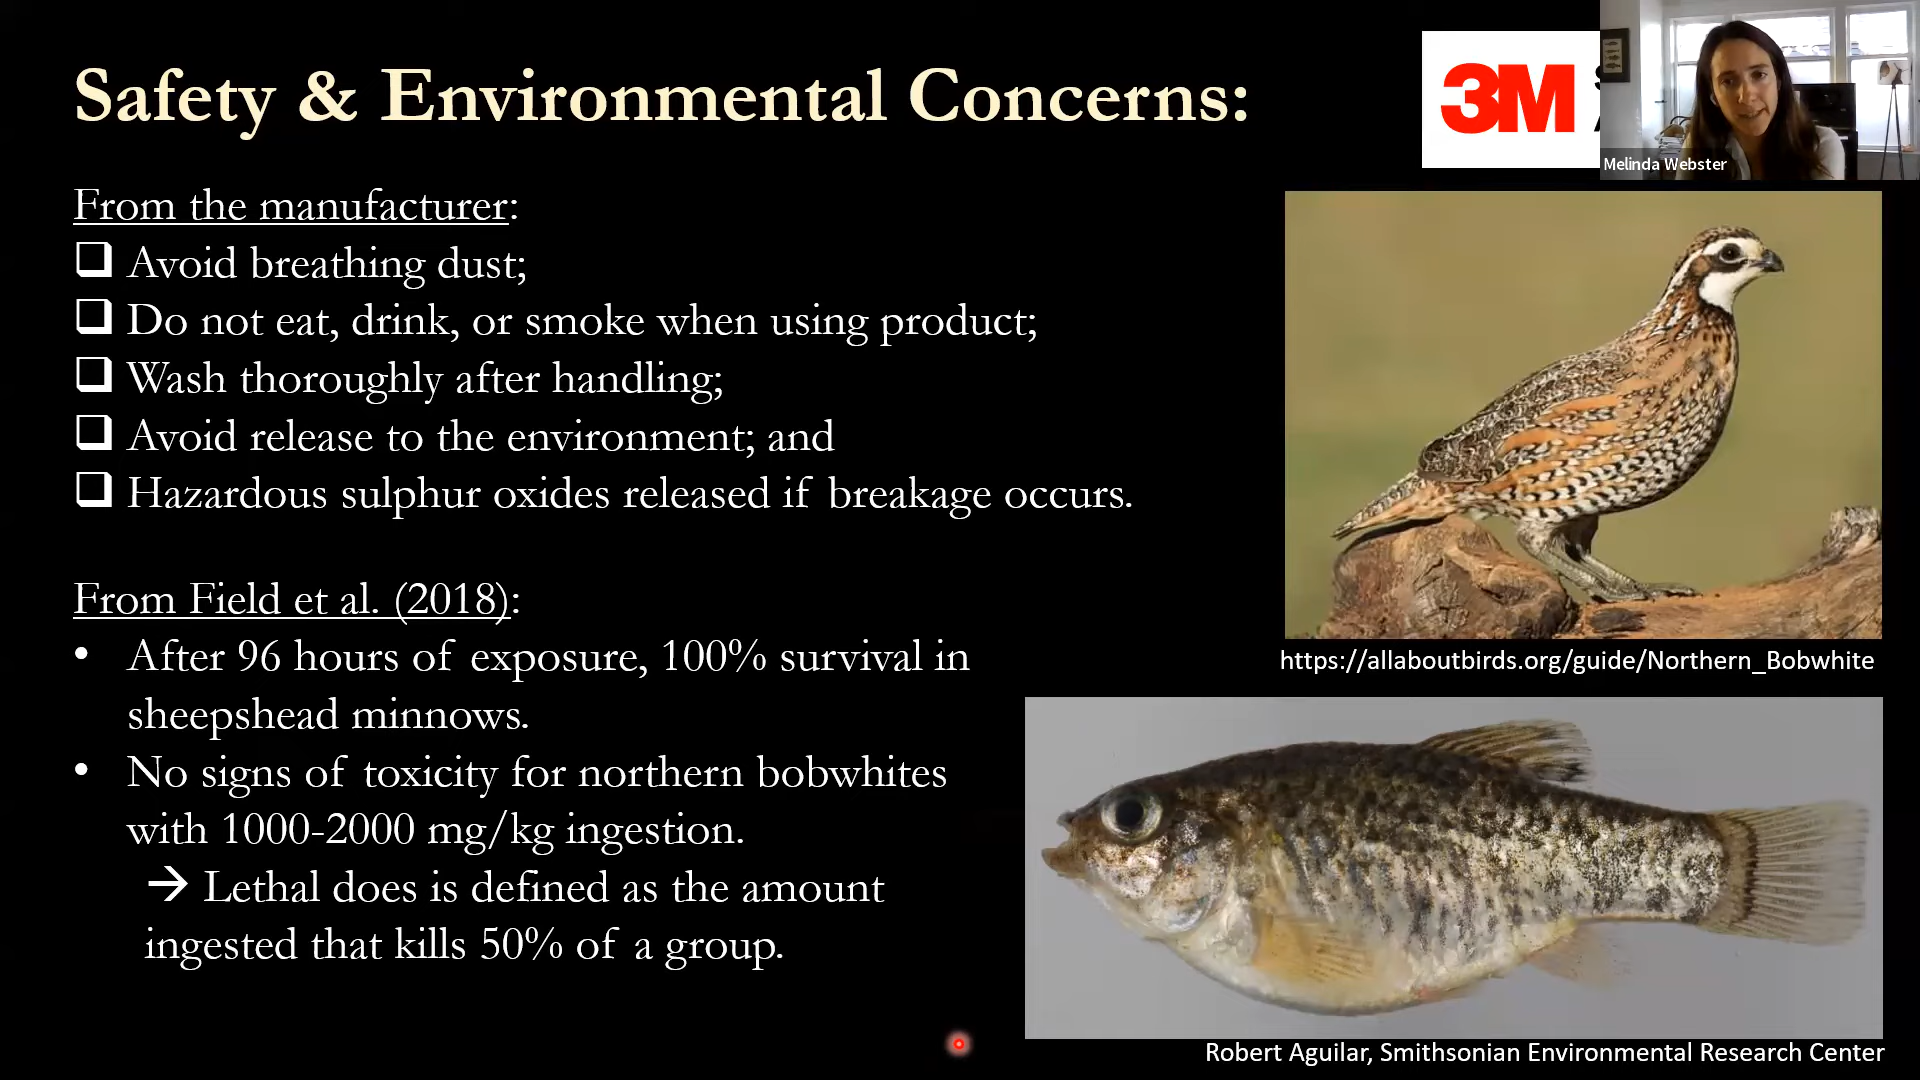 Safety & Environmental Concerns:
3M
Melinda Webster
From the manufacturer:
Avoid breathing dust;
Do not eat, drink, or smoke when using product;
Wash thoroughly after handling;
Avoid release to the environment; and
Hazardous sulphur oxides released if breakage occurs.
From Field et al. (2018):
• After 96 hours of exposure, 100% survival in
sheepshead minnows.
• No signs of toxicity for northern bobwhites
with 1000-2000 mg/kg ingestion.
→ Lethal does is defined as the amount
ingested that kills 50% of a group.
https://allaboutbirds.org/guide/Northern_Bobwhite
Robert Aguilar, Smithsonian Environmental Research Center